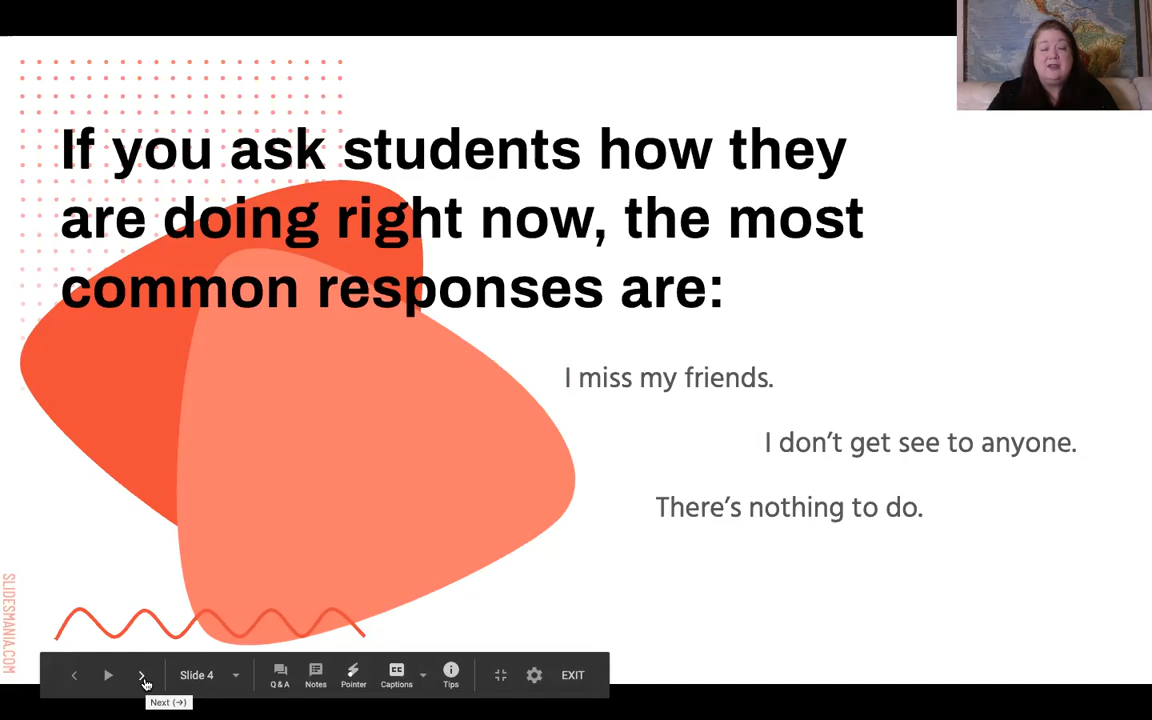 If you ask students how they
are doing right now, the most
common responses are:
I miss my friends.
I don't get see to anyone.
There's nothing to do.
SLIDESMANIA.COM
Slide 4
Q & A
Notes
Pointer
CC
Captions
Tips
EXIT
Next (→)